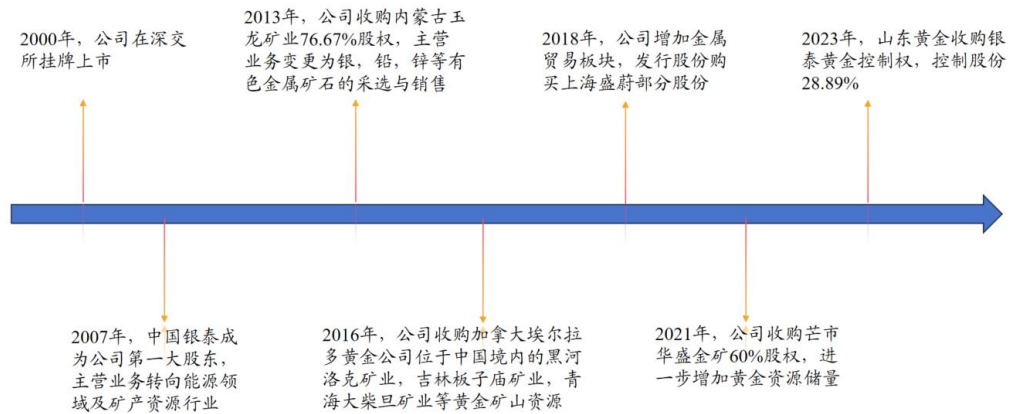 2000年，公司在深交
所挂牌上市
2013年，公司收购内蒙古玉
龙矿业76.67%股权，主营
业务变更为银，铅，锌等有
色金属矿石的采选与销售
2018年，公司增加金属
贸易板块，发行股份购
买上海盛蔚部分股份
2023年，山东黄金收购银
泰黄金控制权，控制股份
28.89%
2007年，中国银泰成
为公司第一大股东，
主营业务转向能源领
域及矿产资源行业
2016年，公司收购加拿大埃尔拉
多黄金公司位于中国境内的黑河
洛克矿业，吉林板子庙矿业，青
海大柴旦矿业等黄金矿山资源
2021年，公司收购芒市
华盛金矿60%股权，进
一步增加黄金资源储量